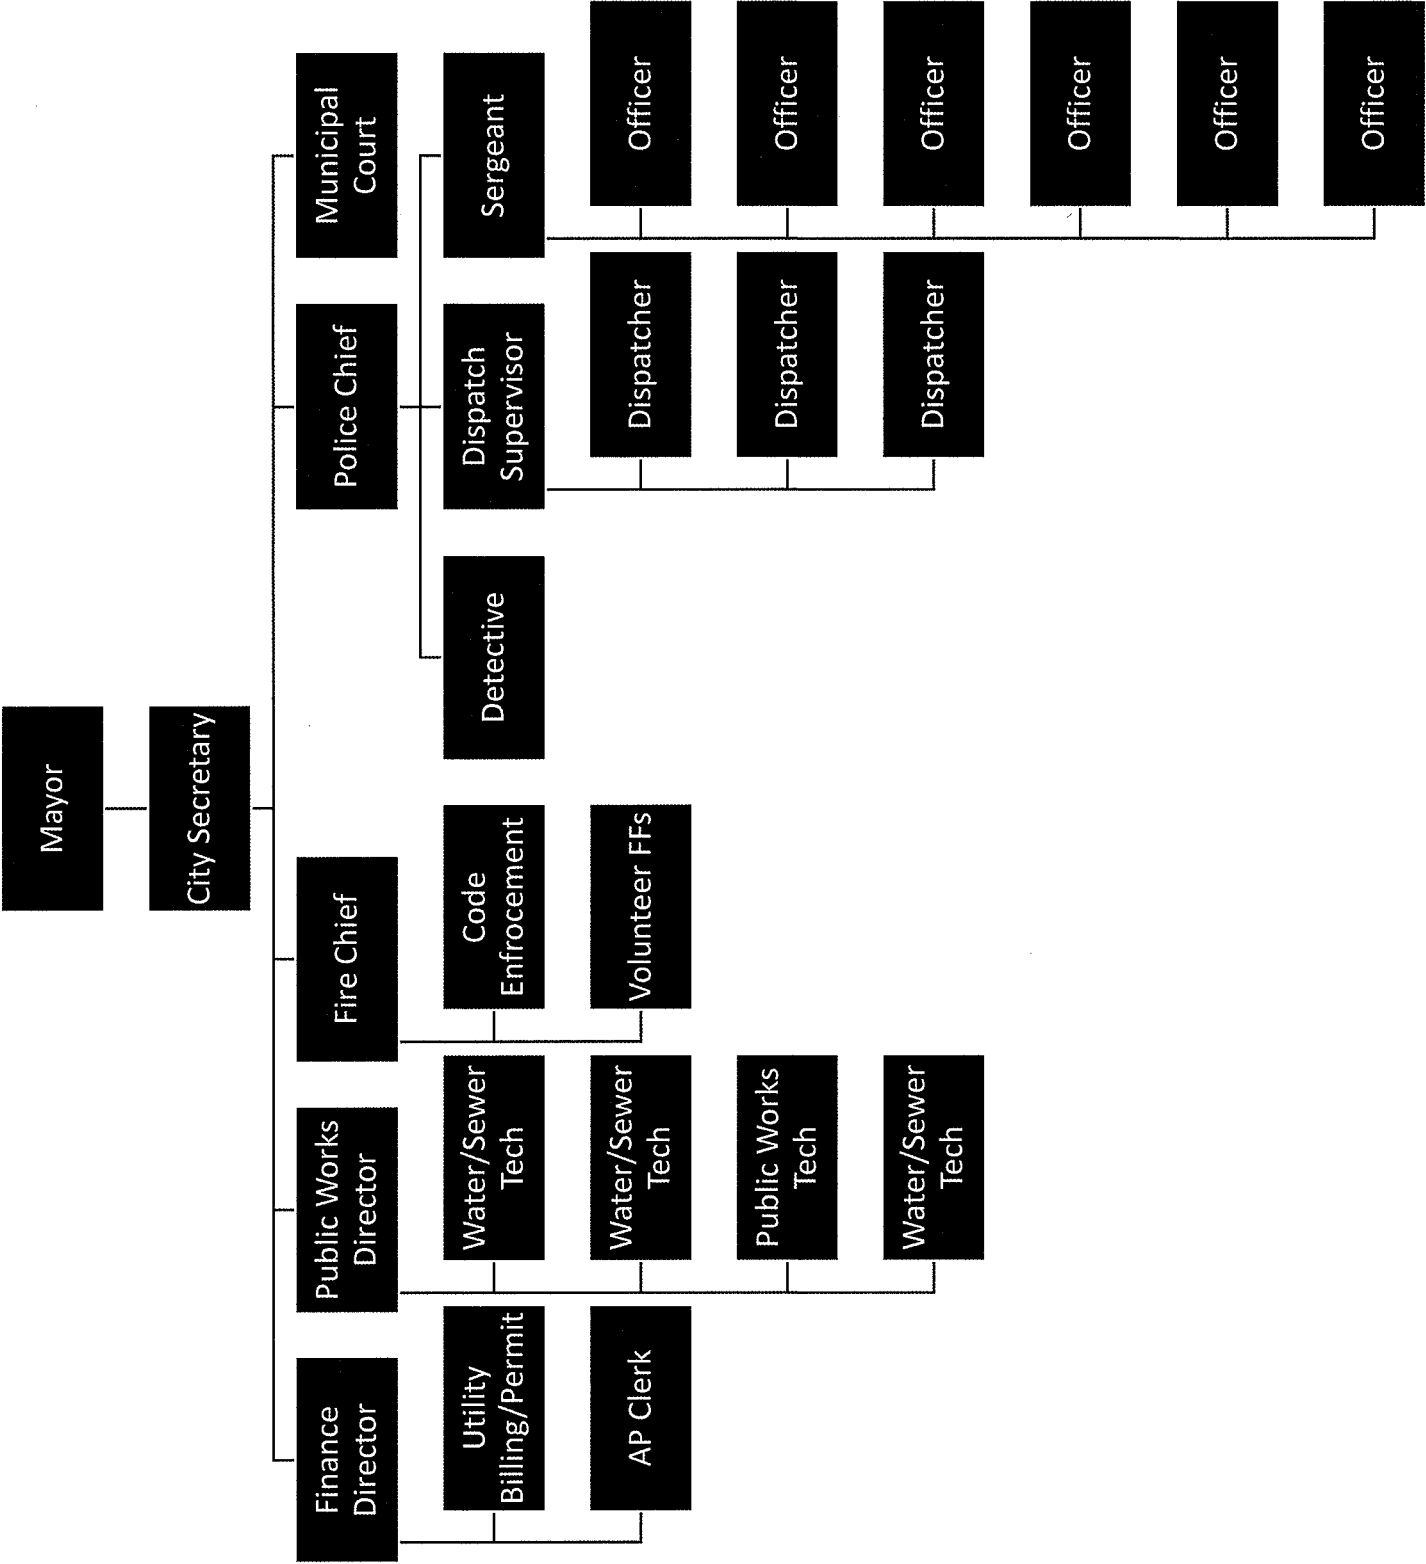 Mayor
City Secretary
Finance
Director
Utility
Billing/Permit
AP Clerk
Public Works
Director
Water/Sewer
Tech
Water/Sewer
Tech
Public Works
Tech
Water/Sewer
Tech
Fire Chief
Code
Enfrocement
Volunteer FFs
Police Chief
Detective
Dispatch
Supervisor
Dispatcher
Dispatcher
Dispatcher
Sergeant
Officer
Officer
Officer
Officer
Officer
Officer
Municipal
Court